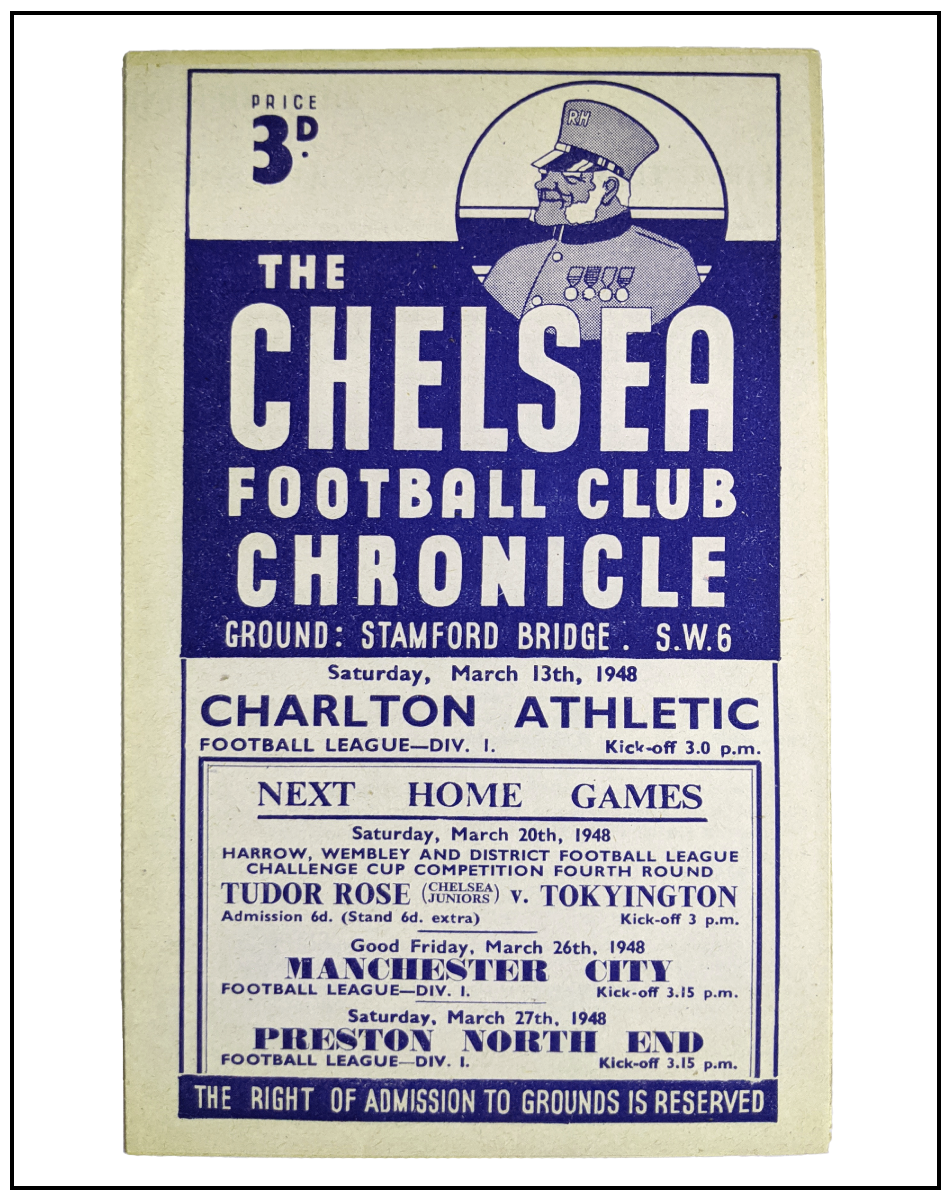 PRICE
3D.
RH
THE
CHELSEA
FOOTBALL CLUB
CHRONICLE
GROUND: STAMFORD BRIDGE. S.W.6
Saturday, March 13th, 1948
CHARLTON ATHLETIC
FOOTBALL LEAGUE—DIV. I. Kick-off 3.0 p.m.
NEXT HOME GAMES
Saturday, March 20th, 1948
HARROW, WEMBLEY AND DISTRICT FOOTBALL LEAGUE
CHALLENGE CUP COMPETITION FOURTH ROUND
TUDOR ROSE (CHELSEA JUNIORS) v. TOKYINGTON
Admission 6d. (Stand 6d. extra) Kick-off 3 p.m.
Good Friday, March 26th, 1948
MANCHESTER CITY
FOOTBALL LEAGUE—DIV. I. Kick-off 3.15 p.m.
Saturday, March 27th, 1948
PRESTON NORTH END
FOOTBALL LEAGUE—DIV. I. Kick-off 3.15 p.m.
THE RIGHT OF ADMISSION TO GROUNDS IS RESERVED